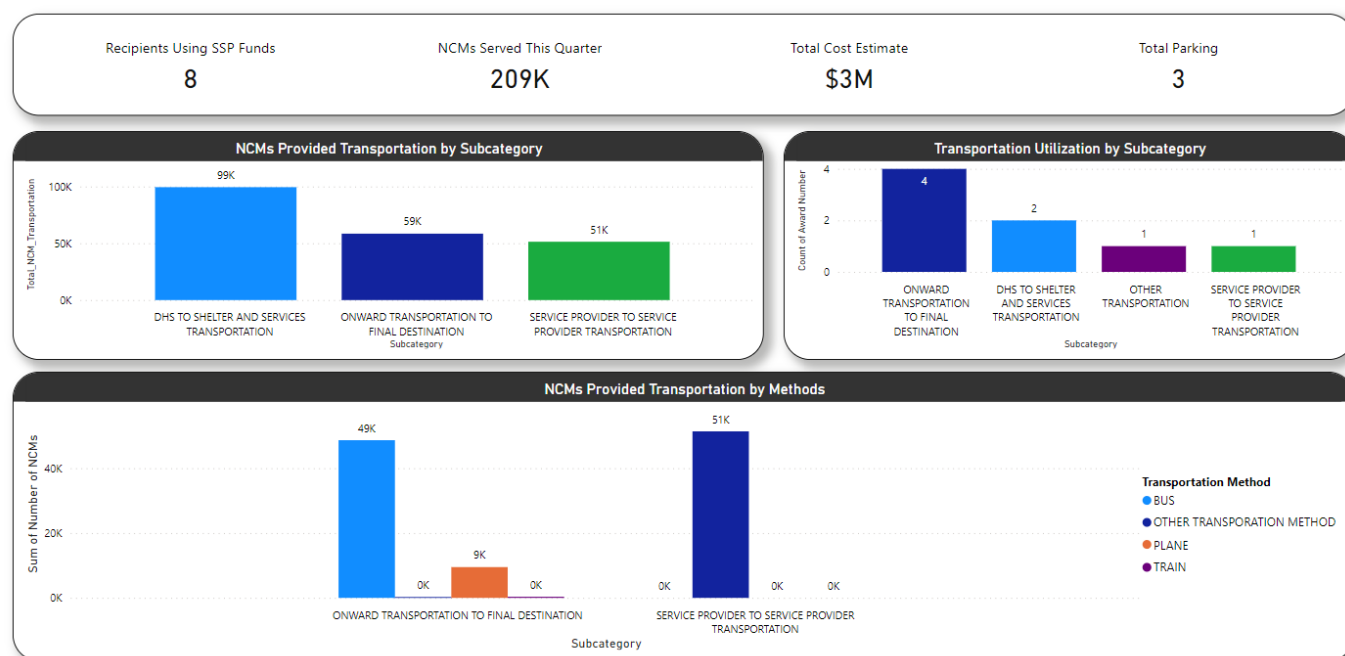 Recipients Using SSP Funds
8
NCMs Served This Quarter
209K
Total Cost Estimate
$3M
Total Parking
3
NCMs Provided Transportation by Subcategory
Total_NCM_Transportation
100K
50K
0K
99K
59K
51K
DHS TO SHELTER AND SERVICES
TRANSPORTATION
ONWARD TRANSPORTATION TO
FINAL DESTINATION
SERVICE PROVIDER TO SERVICE
PROVIDER TRANSPORTATION
Subcategory
Transportation Utilization by Subcategory
Count of Award Number
4
2
0
4
2
1
1
ONWARD
TRANSPORTATION
TO FINAL
DESTINATION
DHS TO SHELTER
AND SERVICES
TRANSPORTATION
OTHER
TRANSPORTATION
SERVICE PROVIDER
TO SERVICE
PROVIDER
TRANSPORTATION
Subcategory
NCMs Provided Transportation by Methods
Sum of Number of NCMs
40K
20K
0K
49K
0K
9K
0K
0K
51K
0K
0K
ONWARD TRANSPORTATION TO FINAL DESTINATION
SERVICE PROVIDER TO SERVICE PROVIDER
TRANSPORTATION
Subcategory
Transportation Method
BUS
OTHER TRANSPORATION METHOD
PLANE
TRAIN